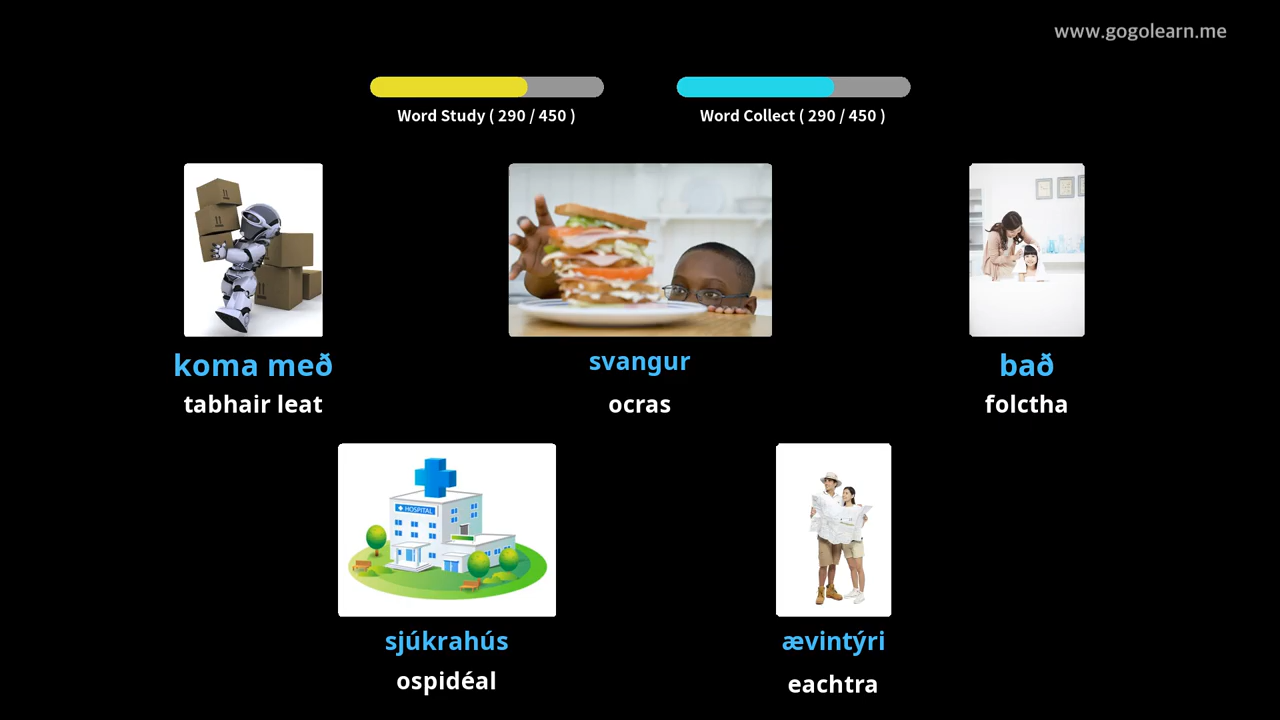 www.gogolearn.me
Word Study ( 290 / 450 )
Word Collect ( 290 / 450 )
koma með
tabhair leat
svangur
ocras
bað
folctha
HOSPITAL
sjúkrahús
ospidéal
ævintýri
eachtra